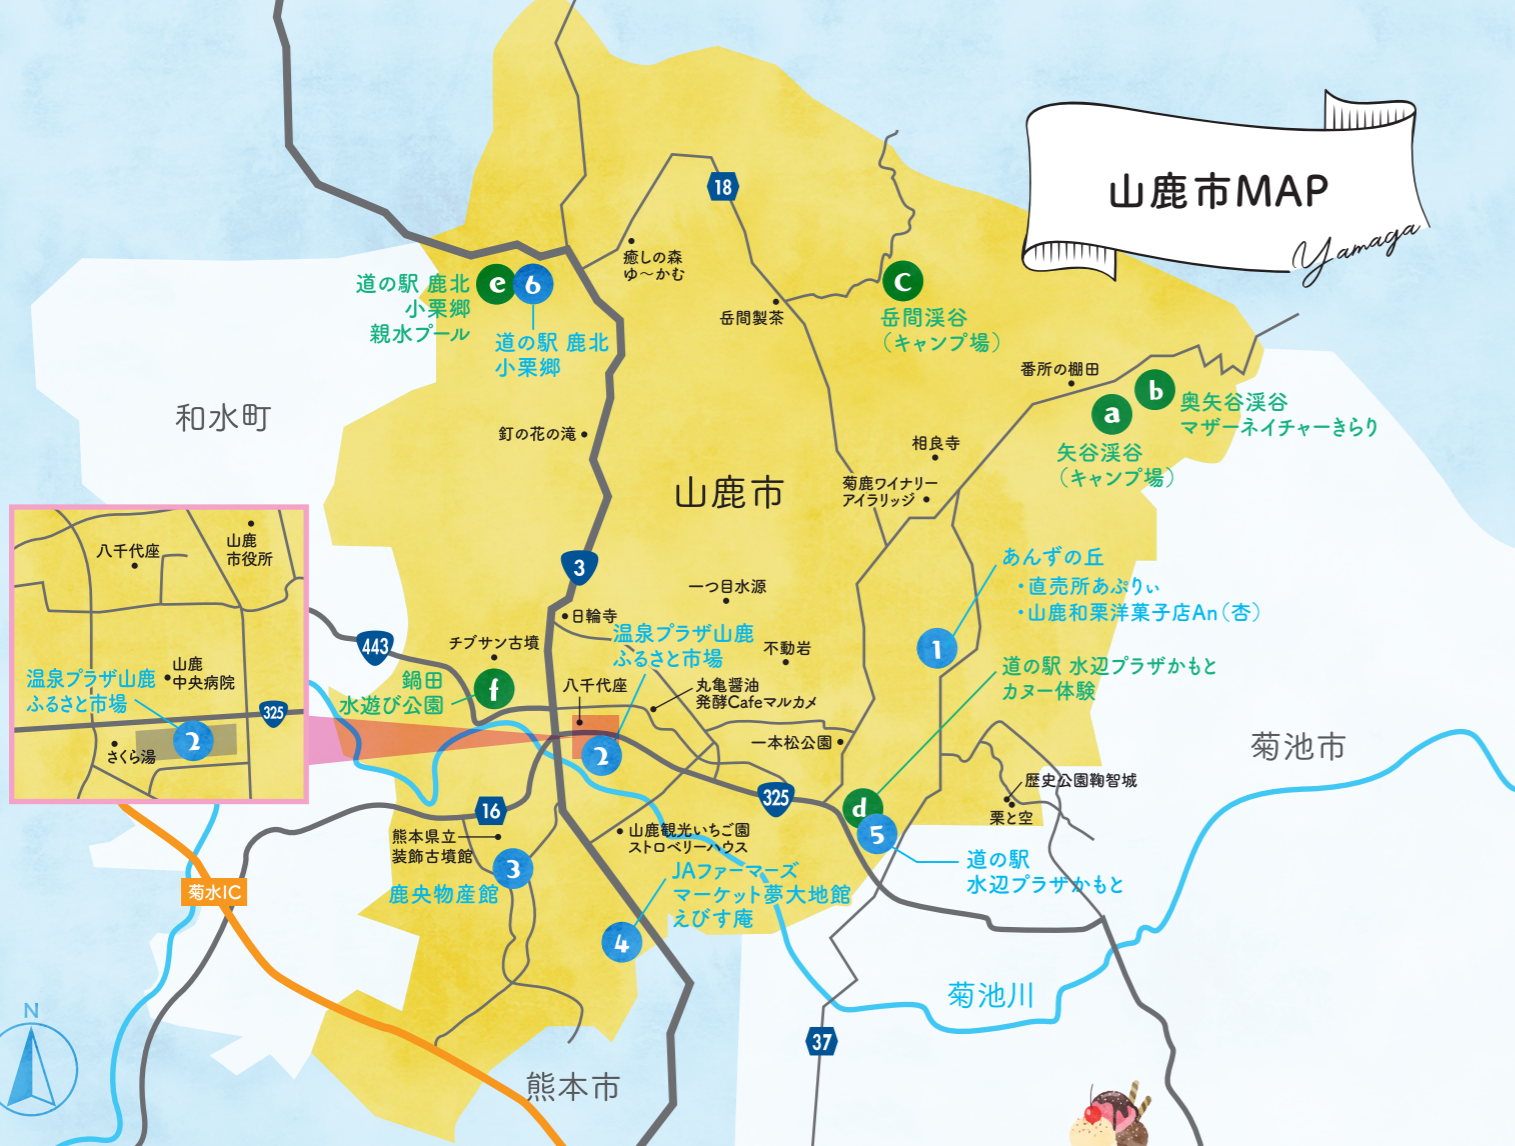 山鹿市MAP
Yamaga
18
癒しの森
ゆ〜かむ
道の駅 鹿北
小栗郷
親水プール
e
6
道の駅 鹿北
小栗郷
岳間製茶
c
岳間渓谷
（キャンプ場）
番所の棚田
b
奥矢谷渓谷
マザーネイチャーきらり
a
矢谷渓谷
（キャンプ場）
和水町
釘の花の滝
相良寺
山鹿市
菊鹿ワイナリー
アイラリッジ
3
一つ目水源
あんずの丘
・直売所あぷりぃ
・山鹿和栗洋菓子店An（杏）
1
日輪寺
温泉プラザ山鹿
ふるさと市場
不動岩
443
チブサン古墳
鍋田
水遊び公園
f
八千代座
丸亀醤油
発酵Cafeマルカメ
道の駅 水辺プラザかもと
カヌー体験
2
一本松公園
菊池市
325
歴史公園鞠智城
栗と空
d
5
道の駅
水辺プラザかもと
16
熊本県立
装飾古墳館
3
鹿央物産館
山鹿観光いちご園
ストロベリーハウス
JAファーマーズ
マーケット夢大地館
えびす庵
4
八千代座
山鹿
市役所
山鹿
中央病院
温泉プラザ山鹿
ふるさと市場
325
2
さくら湯
菊水IC
菊池川
37
熊本市
N